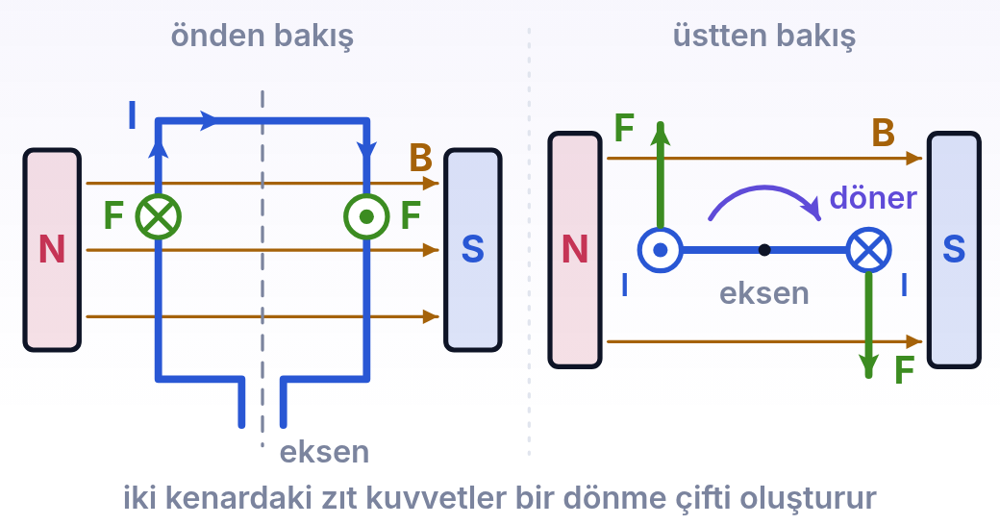 önden bakış
I
B
F
F
N
S
eksen
üstten bakış
F
B
döner
N
S
I
eksen
I
F
iki kenardaki zıt kuvvetler bir dönme çifti oluşturur